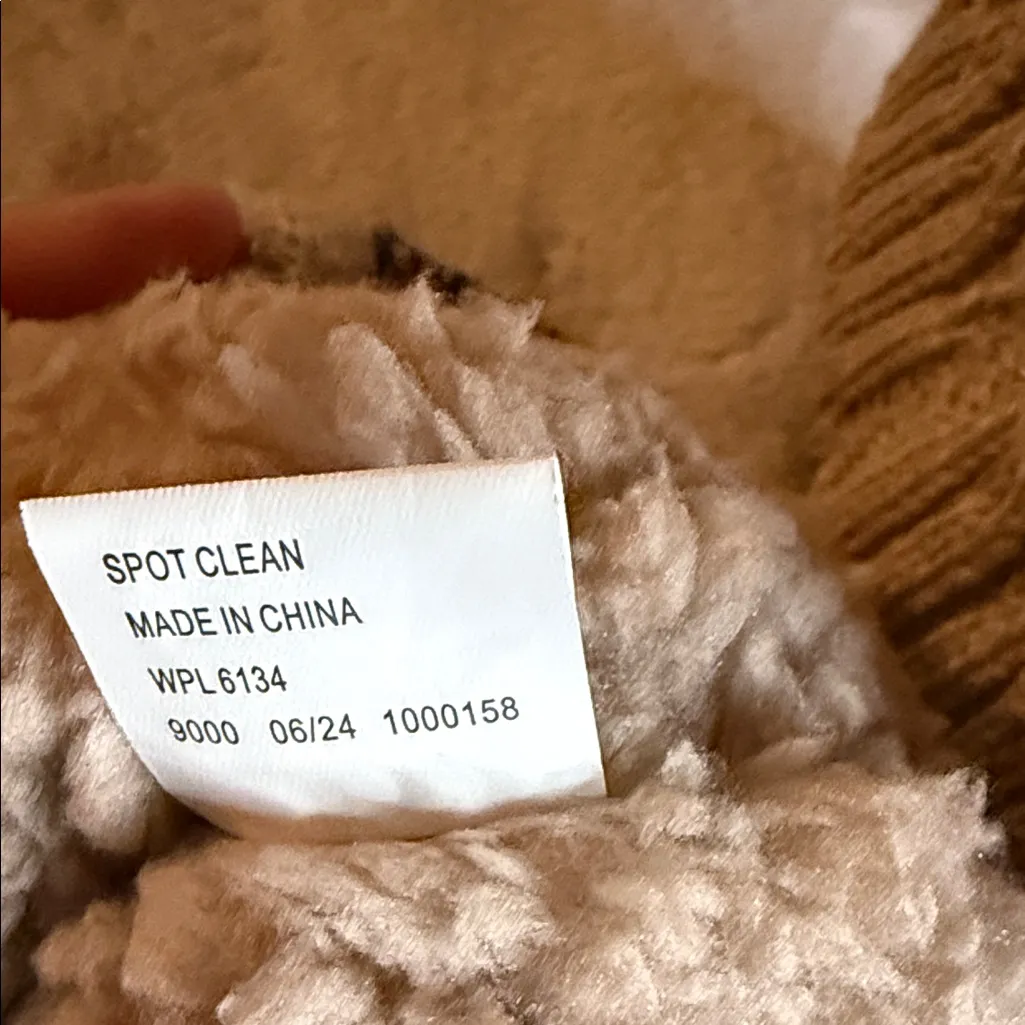 SPOT CLEAN
MADE IN CHINA
WPL 6134
9000 06/24 1000158